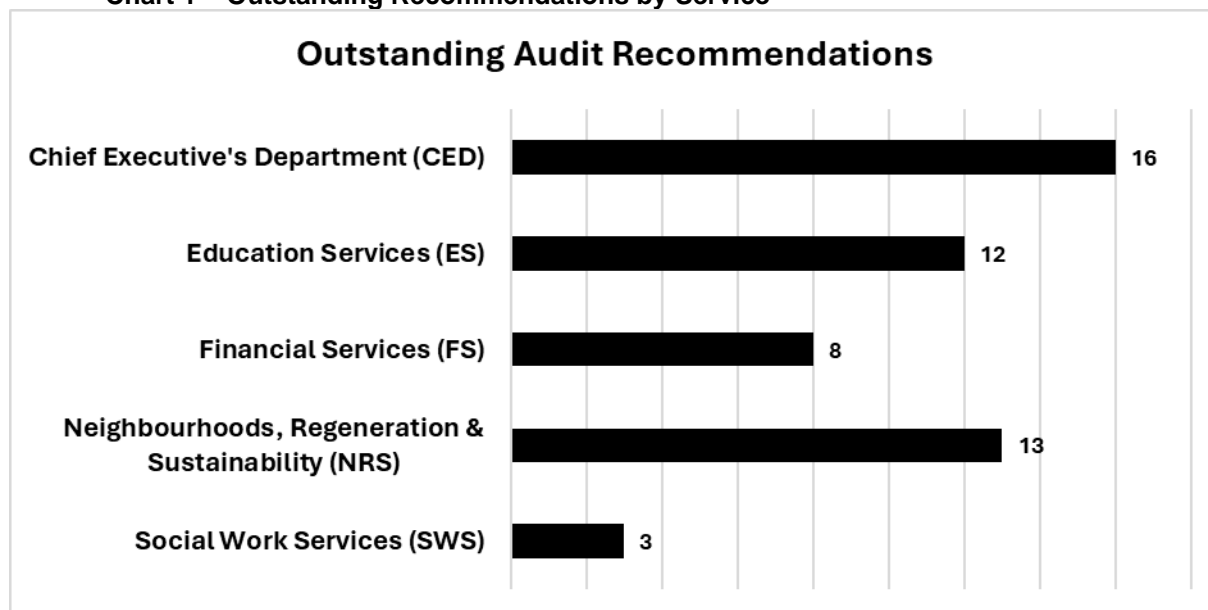 Chart 1 – Outstanding Recommendations by Service
Outstanding Audit Recommendations
Chief Executive's Department (CED)
16
Education Services (ES)
12
Financial Services (FS)
8
Neighbourhoods, Regeneration &
Sustainability (NRS)
13
Social Work Services (SWS)
3